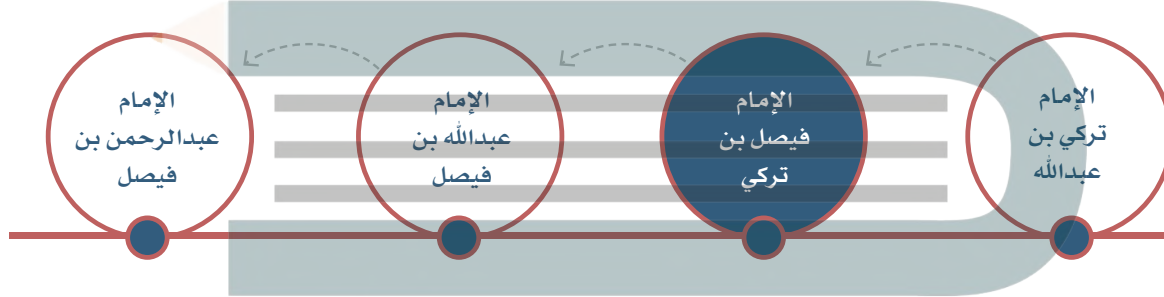 الإمام
تركي بن
عبدالله
الإمام
فيصل بن
تركي
الإمام
عبدالله بن
فيصل
الإمام
عبدالرحمن بن
فيصل